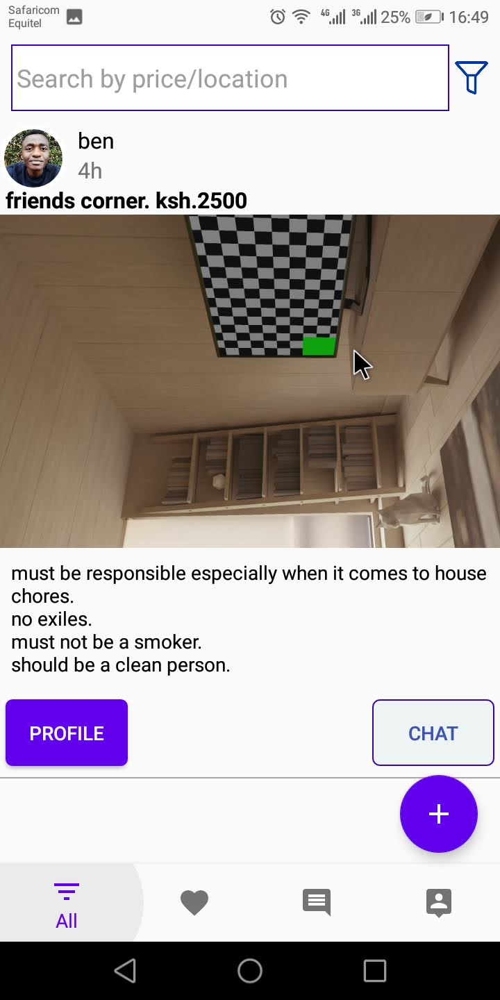 Safaricom
Equitel
4G
3G
25%
16:49
Search by price/location
ben
4h
friends corner. ksh.2500
must be responsible especially when it comes to house
chores.
no exiles.
must not be a smoker.
should be a clean person.
PROFILE
CHAT
All